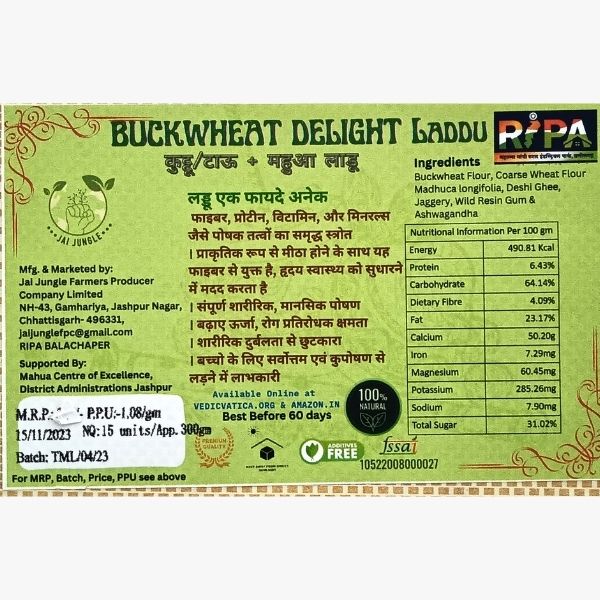 BUCKWHEAT DELIGHT LADDU
कुट्टू/टाऊ + महुआ लाडू
RIPA
JAI JUNGLE
Mfg. & Marketed by:
Jai Jungle Farmers Producer
Company Limited
NH-43, Gamhariya, Jashpur Nagar,
Chhattisgarh- 496331,
jaijunglefpc@gmail.com
RIPA BALACHAPER
Supported By:
Mahua Centre of Excellence,
District Administrations Jashpur
M.R.P.: P.P.U:-1.08/gm
15/11/2023 NQ:15 units/App. 300gm
Batch: TML/04/23
For MRP, Batch, Price, PPU see above
लड्डू एक फायदे अनेक
फाइबर, प्रोटीन, विटामिन, और मिनरल्स
जैसे पोषक तत्वों का समृद्ध स्त्रोत
। प्राकृतिक रूप से मीठा होने के साथ यह
फाइबर से युक्त है, हृदय स्वास्थ्य को सुधारने
में मदद करता है
। संपूर्ण शारीरिक, मानसिक पोषण
। बढ़ाए ऊर्जा, रोग प्रतिरोधक क्षमता
। शारीरिक दुर्बलता से छुटकारा
। बच्चो के लिए सर्वोत्तम एवं कुपोषण से
लड़ने में लाभकारी
Available Online at
VEDICVATICA.ORG & AMAZON.IN
Best Before 60 days
100%
NATURAL
PREMIUM
QUALITY
KEEP AWAY FROM DIRECT
SUNLIGHT
ADDITIVES
FREE
fssai
10522008000027
Ingredients
Buckwheat Flour, Coarse Wheat Flour
Madhuca longifolia, Deshi Ghee,
Jaggery, Wild Resin Gum &
Ashwagandha
Nutritional Information Per 100 gm
Energy 490.81 Kcal
Protein 6.43%
Carbohydrate 64.14%
Dietary Fibre 4.09%
Fat 23.17%
Calcium 50.20g
Iron 7.29mg
Magnesium 60.45mg
Potassium 285.26mg
Sodium 7.90mg
Total Sugar 31.02%